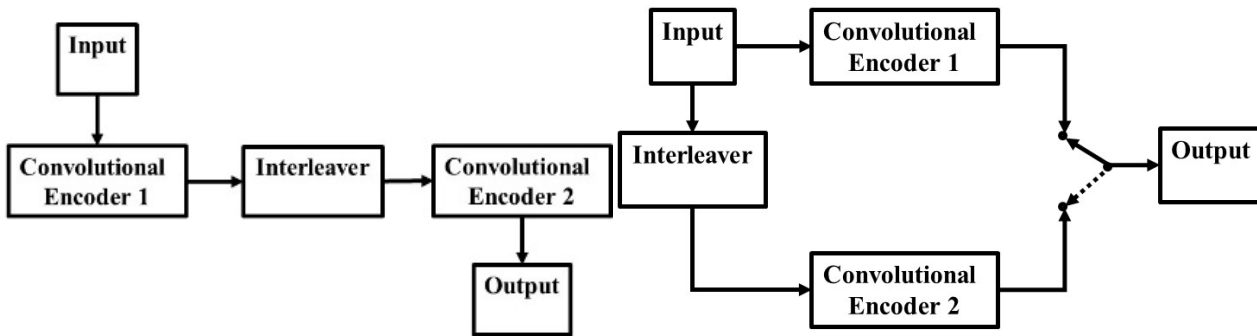 Input
Convolutional
Encoder 1
Interleaver
Convolutional
Encoder 2
Output
Input
Convolutional
Encoder 1
Interleaver
Convolutional
Encoder 2
Output